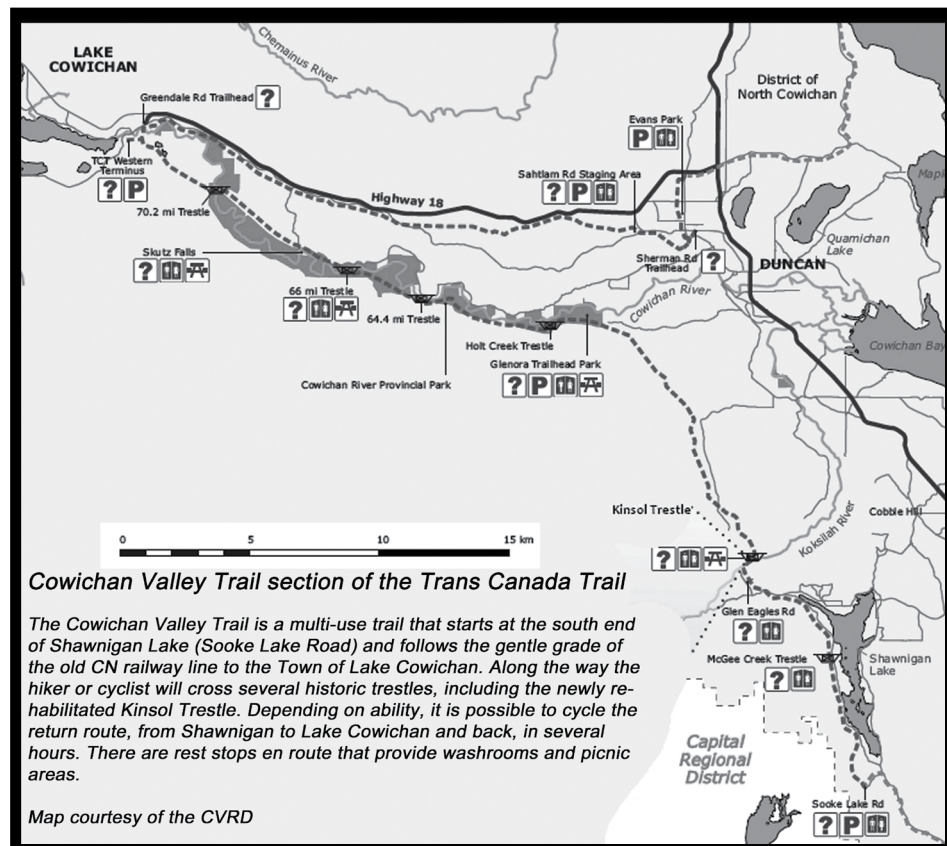 LAKE
COWICHAN
Chemainus River
Greendale Rd Trailhead ?
District of
North Cowichan
Evans Park
P
TCT Western
Terminus
? P
Sahtlam Rd Staging Area
? P
Highway 18
70.2 mi Trestle
Skutz Falls
?
Quamichan
Lake
Sherman Rd
Trailhead ?
DUNCAN
66 mi Trestle
?
64.4 mi Trestle
Cowichan River
Holt Creek Trestle
Cowichan Bay
Glenora Trailhead Park
? P
Cowichan River Provincial Park
Kinsol Trestle
?
Koksilah River
Cobble Hill
0 5 10 15 km
Cowichan Valley Trail section of the Trans Canada Trail
The Cowichan Valley Trail is a multi-use trail that starts at the south end
of Shawnigan Lake (Sooke Lake Road) and follows the gentle grade of
the old CN railway line to the Town of Lake Cowichan. Along the way the
hiker or cyclist will cross several historic trestles, including the newly re-
habilitated Kinsol Trestle. Depending on ability, it is possible to cycle the
return route, from Shawnigan to Lake Cowichan and back, in several
hours. There are rest stops en route that provide washrooms and picnic
areas.
Map courtesy of the CVRD
Glen Eagles Rd
?
McGee Creek Trestle
?
Shawnigan
Lake
Capital
Regional
District
Sooke Lake Rd
? P